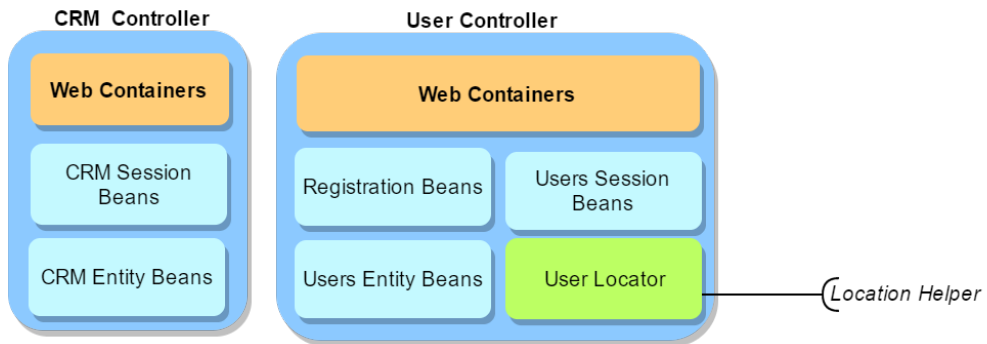 CRM Controller
Web Containers
CRM Session
Beans
CRM Entity Beans
User Controller
Web Containers
Registration Beans
Users Session
Beans
Users Entity Beans
User Locator
Location Helper